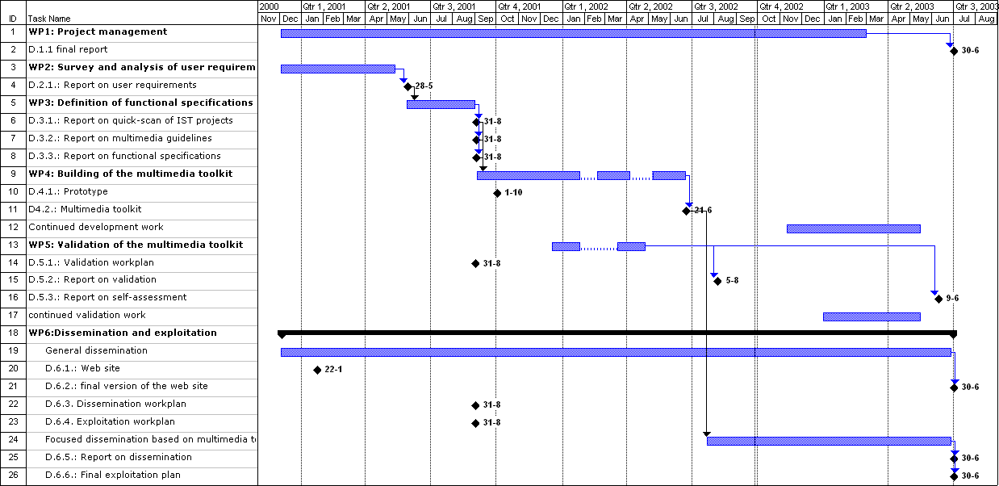 2000 Qtr 1, 2001 Qtr 2, 2001 Qtr 3, 2001 Qtr 4, 2001 Qtr 1, 2002 Qtr 2, 2002 Qtr 3, 2002 Qtr 4, 2002 Qtr 1, 2003 Qtr 2, 2003 Qtr 3, 2003
ID Task Name Nov Dec Jan Feb Mar Apr May Jun Jul Aug Sep Oct Nov Dec Jan Feb Mar Apr May Jun Jul Aug Sep Oct Nov Dec Jan Feb Mar Apr May Jun Jul Aug
1 WP1: Project management
2 D.1.1 final report 30-6
3 WP2: Survey and analysis of user requirem
4 D.2.1.: Report on user requirements 28-5
5 WP3: Definition of functional specifications
6 D.3.1.: Report on quick-scan of IST projects 31-8
7 D.3.2.: Report on multimedia guidelines 31-8
8 D.3.3.: Report on functional specifications 31-8
9 WP4: Building of the multimedia toolkit
10 D.4.1.: Prototype 1-10
11 D4.2.: Multimedia toolkit 21-6
12 Continued development work
13 WP5: Validation of the multimedia toolkit
14 D.5.1.: Validation workplan 31-8
15 D.5.2.: Report on validation 5-8
16 D.5.3.: Report on self-assessment 9-6
17 continued validation work
18 WP6:Dissemination and exploitation
19 General dissemination
20 D.6.1.: Web site 22-1
21 D.6.2.: final version of the web site 30-6
22 D.6.3. Dissemination workplan 31-8
23 D.6.4. Exploitation workplan 31-8
24 Focused dissemination based on multimedia t
25 D.6.5.: Report on dissemination 30-6
26 D.6.6.: Final exploitation plan 30-6